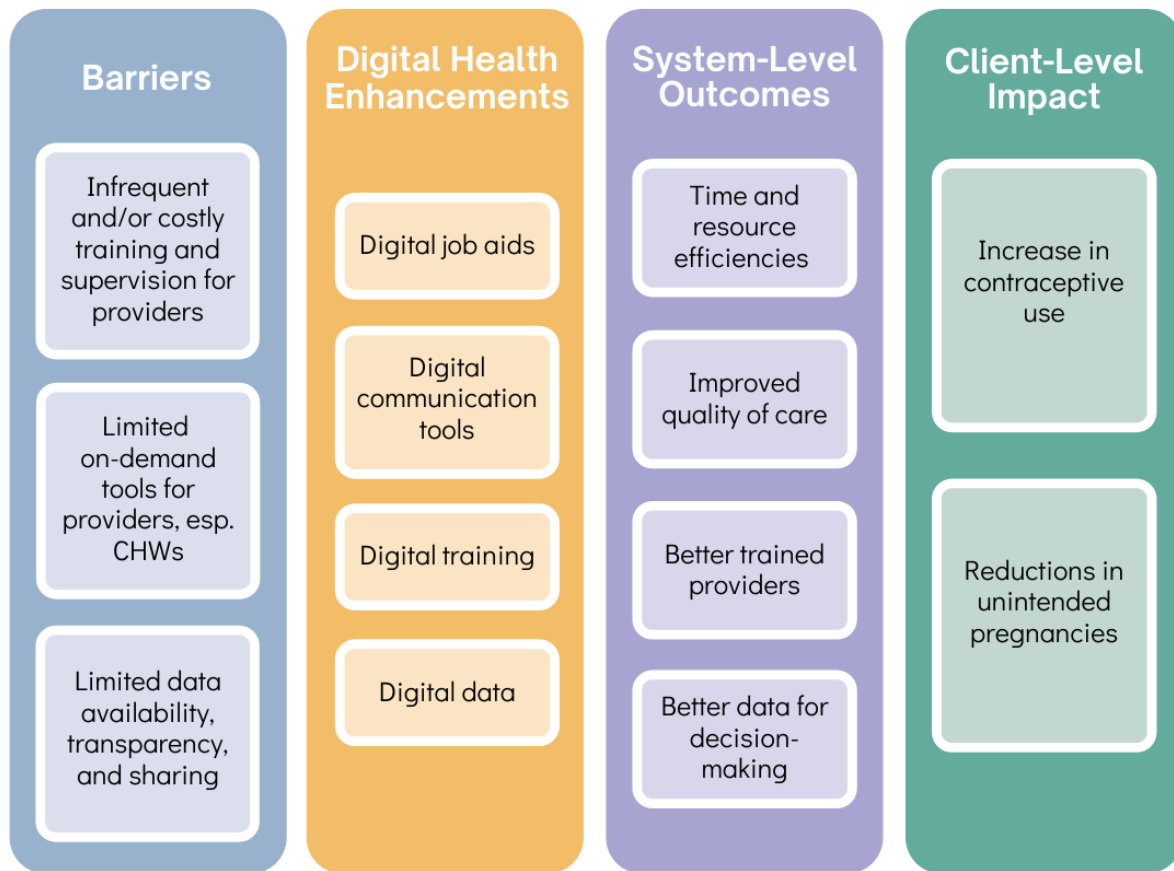 Barriers
Infrequent
and/or costly
training and
supervision for
providers
Limited
on-demand
tools for
providers, esp.
CHWs
Limited data
availability,
transparency,
and sharing
Digital Health
Enhancements
Digital job aids
Digital
communication
tools
Digital training
Digital data
System-Level
Outcomes
Time and
resource
efficiencies
Improved
quality of care
Better trained
providers
Better data for
decision-
making
Client-Level
Impact
Increase in
contraceptive
use
Reductions in
unintended
pregnancies